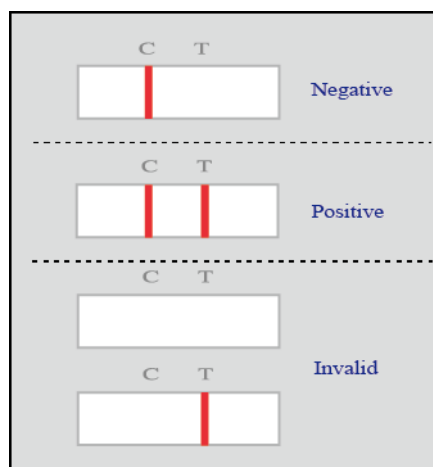 C T
Negative
C T
Positive
C T
Invalid
C T